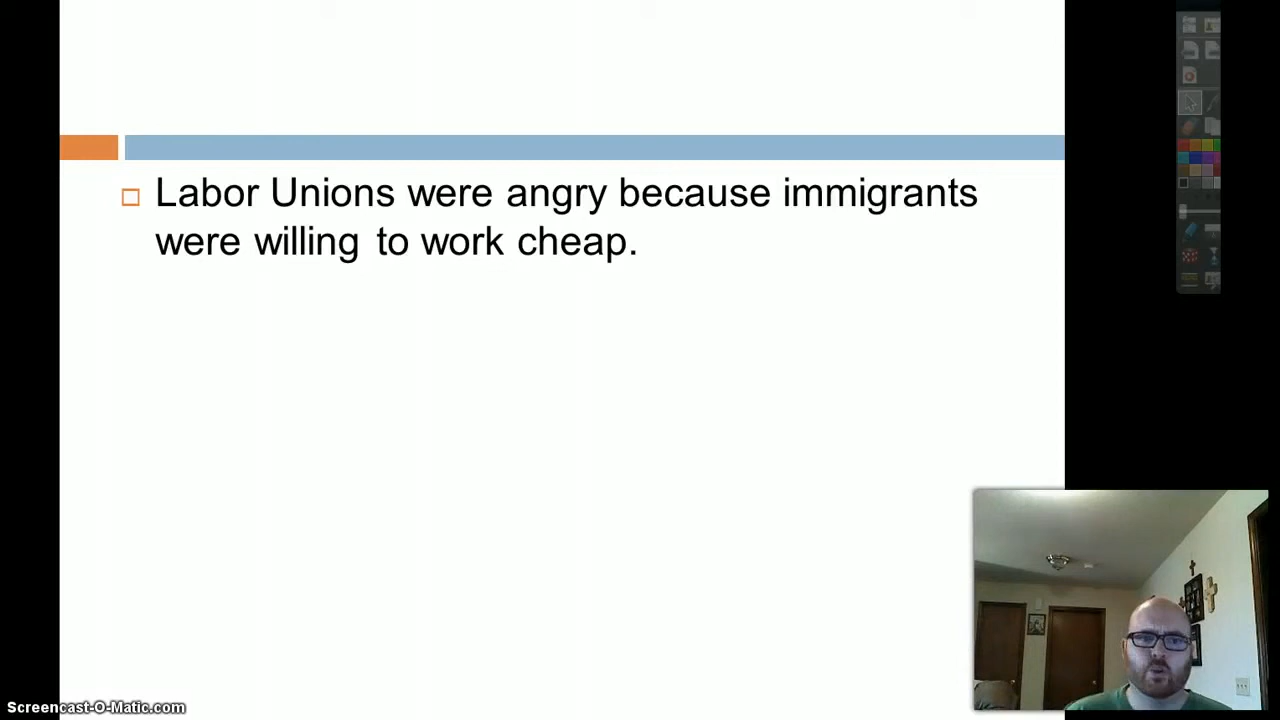 Labor Unions were angry because immigrants
were willing to work cheap.
Screencast-O-Matic.com